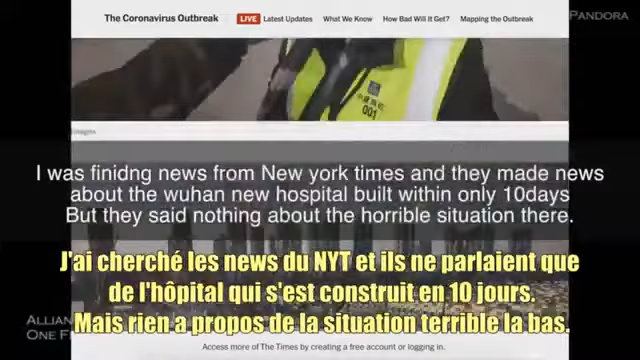 The Coronavirus Outbreak LIVE Latest Updates What We Know How Bad Will It Get? Mapping the Outbreak
PANDORA
001
Images
I was finidng news from New york times and they made news
about the wuhan new hospital built within only 10days
But they said nothing about the horrible situation there.
J'ai cherché les news du NYT et ils ne parlaient que
de l'hôpital qui s'est construit en 10 jours.
Mais rien a propos de la situation terrible la bas.
ALLIAN
ONE F
Access more of The Times by creating a free account or logging in.